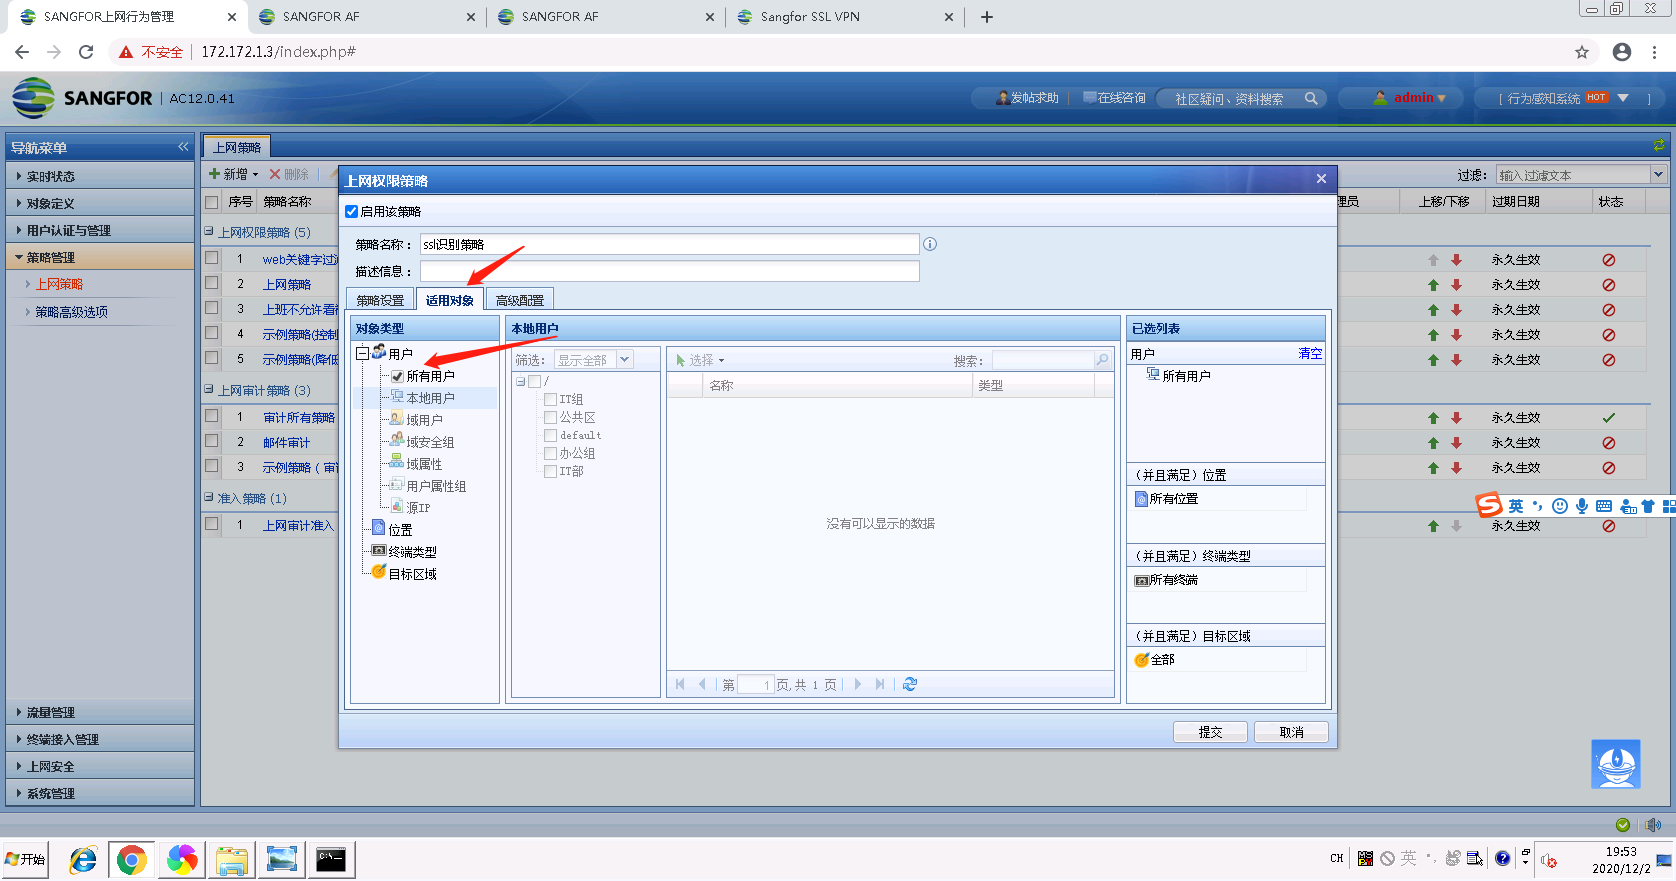 SANGFOR上网行为管理
SANGFOR AF
SANGFOR AF
Sangfor SSL VPN
不安全
172.172.1.3/index.php#
SANGFOR
AC12.0.41
发帖求助
在线咨询
社区疑问、资料搜索
admin
[ 行为感知系统 HOT ]
导航菜单
上网策略
实时状态
对象定义
用户认证与管理
策略管理
上网策略
策略高级选项
流量管理
终端接入管理
上网安全
系统管理
新增
删除
过滤:
输入过滤文本
序号
策略名称
上移/下移
过期日期
状态
上网权限策略 (5)
1 web关键字过
永久生效
2 上网策略
永久生效
3 上班不允许看
永久生效
4 示例策略(控制
永久生效
5 示例策略(降低
永久生效
上网审计策略 (3)
1 审计所有策略
永久生效
2 邮件审计
永久生效
3 示例策略 ( 审
永久生效
准入策略 (1)
1 上网审计准入
永久生效
上网权限策略
启用该策略
策略名称：
ssl识别策略
描述信息：
策略设置
适用对象
高级配置
对象类型
用户
所有用户
本地用户
域用户
域安全组
域属性
用户属性组
源IP
位置
终端类型
目标区域
本地用户
筛选:
显示全部
/
IT组
公共区
default
办公组
IT部
选择
搜索:
名称
类型
没有可以显示的数据
第 1 页,共 1 页
已选列表
用户
清空
所有用户
(并且满足) 位置
所有位置
(并且满足) 终端类型
所有终端
(并且满足) 目标区域
全部
提交
取消
英
开始
CH
英
19:53
2020/12/2